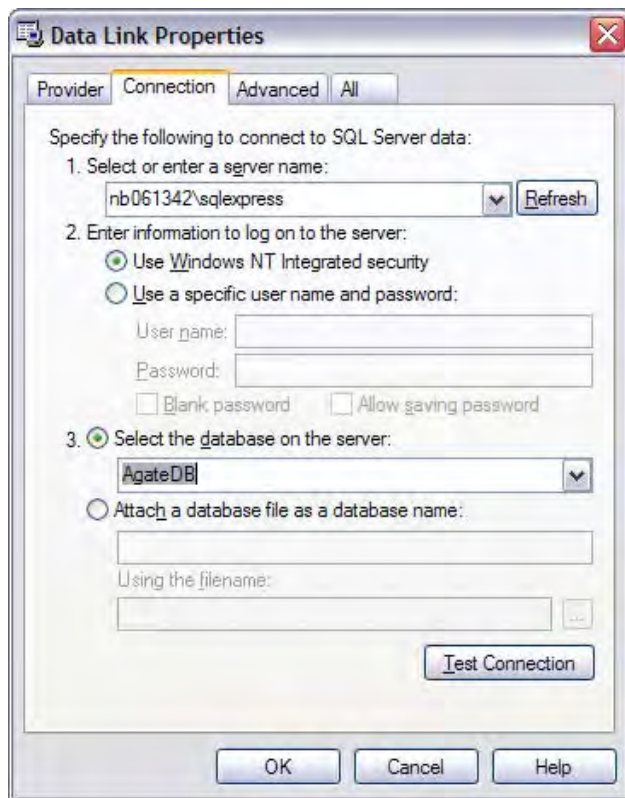 Data Link Properties
Provider Connection Advanced All
Specify the following to connect to SQL Server data:
1. Select or enter a server name:
nb061342\sqlexpress Refresh
2. Enter information to log on to the server:
Use Windows NT Integrated security
Use a specific user name and password:
User name:
Password:
Blank password Allow saving password
3. Select the database on the server:
AgateDB
Attach a database file as a database name:
Using the filename:
...
Test Connection
OK Cancel Help